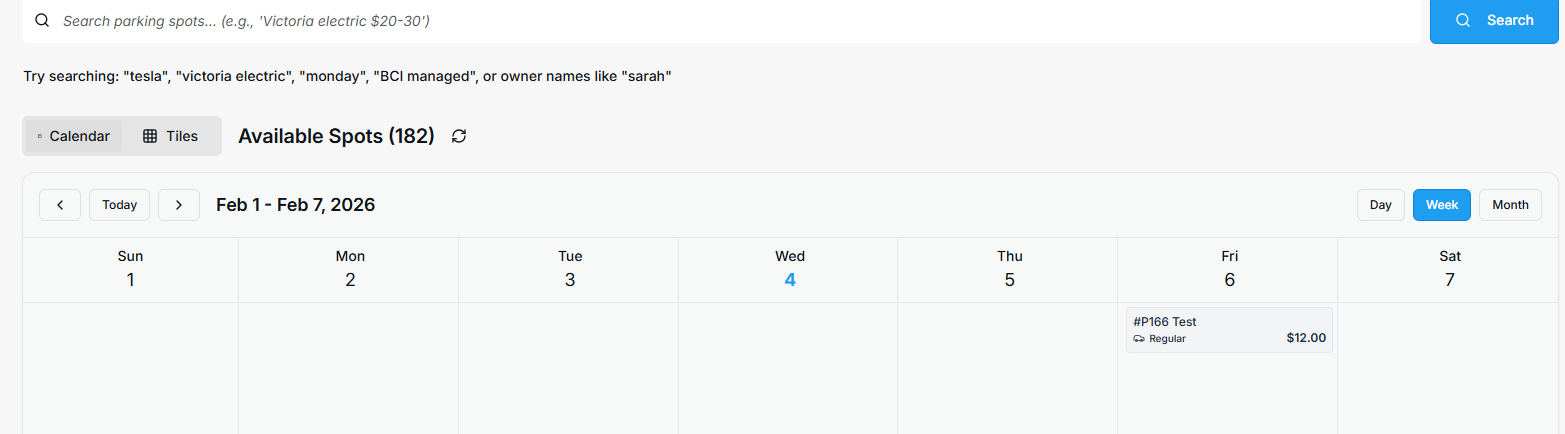 Search parking spots... (e.g., 'Victoria electric $20-30')
Search
Try searching: "tesla", "victoria electric", "monday", "BCI managed", or owner names like "sarah"
Calendar
Tiles
Available Spots (182)
Today
Feb 1 - Feb 7, 2026
Day
Week
Month
Sun
Mon
Tue
Wed
Thu
Fri
Sat
1
2
3
4
5
6
7
#P166 Test
Regular
$12.00